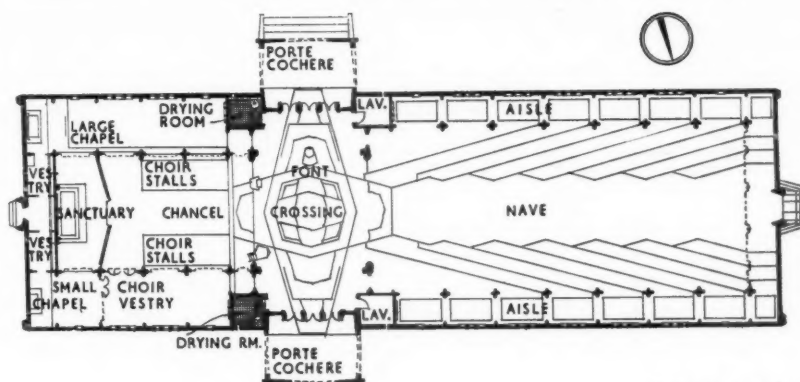 PORTE
COCHERE
DRYING
ROOM
LAV.
AISLE
LARGE
CHAPEL
VES
TRY
CHOIR
STALLS
FONT
SANCTUARY
CHANCEL
CROSSING
NAVE
VES
TRY
CHOIR
STALLS
SMALL
CHAPEL
CHOIR
VESTRY
LAV.
AISLE
DRYING RM.
PORTE
COCHERE